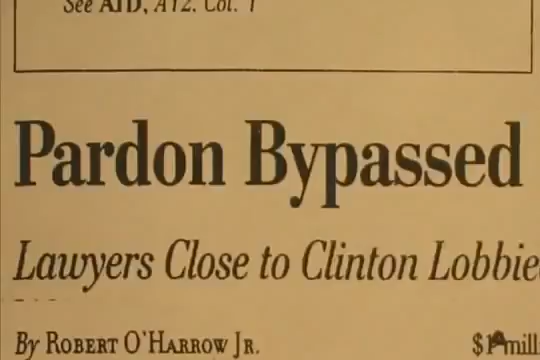 See AID, A12, Col. 1
Pardon Bypassed
Lawyers Close to Clinton Lobbie
By ROBERT O'HARROW JR.